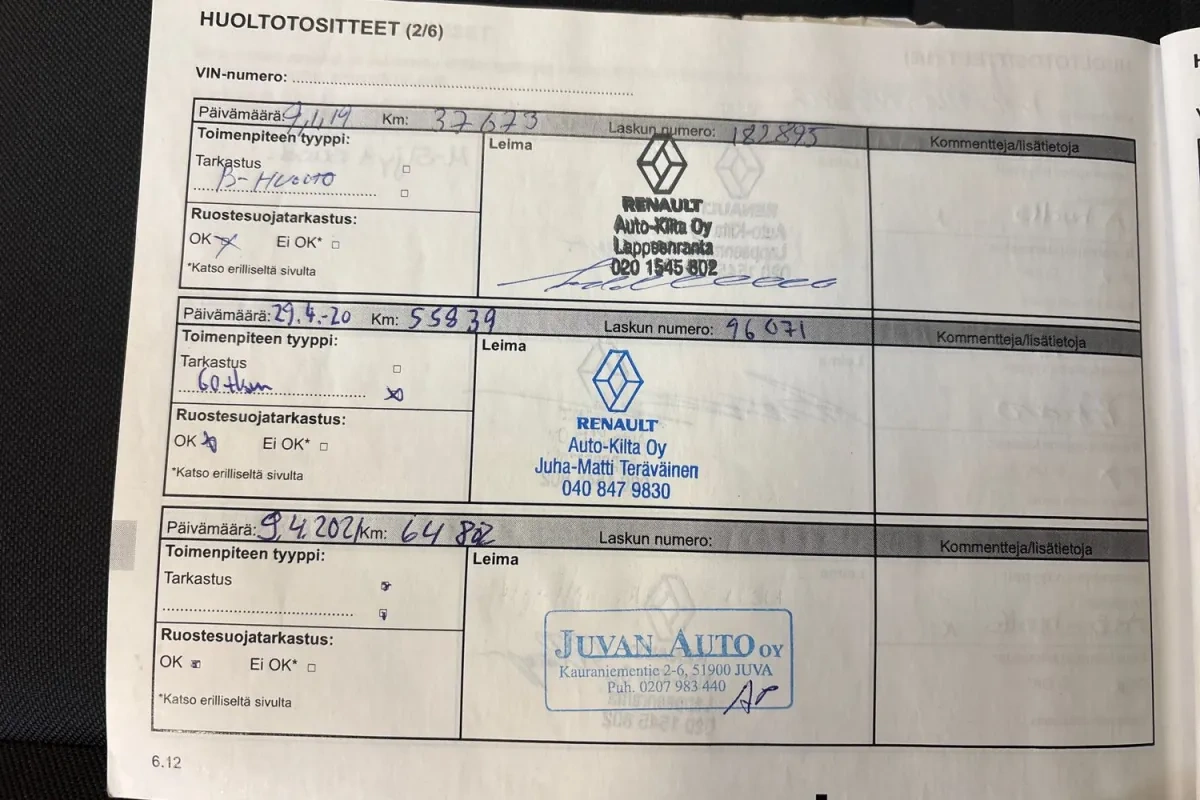 HUOLTOTOSITTEET (2/6)
VIN-numero:
Päivämäärä: 9.4.19 Km: 37673 Laskun numero: 182895 Kommentteja/lisätietoja
Toimenpiteen tyyppi:
Tarkastus
B-HUOLTO
Ruostesuojatarkastus:
OK Ei OK*
*Katso erilliseltä sivulta
Leima
RENAULT
Auto-Kilta Oy
Lappeenranta
020 1545 802
Päivämäärä: 29.4.-20 Km: 55839 Laskun numero: 96071 Kommentteja/lisätietoja
Toimenpiteen tyyppi:
Tarkastus
60 tkm
Ruostesuojatarkastus:
OK Ei OK*
*Katso erilliseltä sivulta
Leima
RENAULT
Auto-Kilta Oy
Juha-Matti Teräväinen
040 847 9830
Päivämäärä: 9.4.2021 Km: 64802 Laskun numero: Kommentteja/lisätietoja
Toimenpiteen tyyppi:
Tarkastus
Ruostesuojatarkastus:
OK Ei OK*
*Katso erilliseltä sivulta
Leima
JUVAN AUTO OY
Kauraniementie 2-6, 51900 JUVA
Puh. 0207 983 440
AP
6.12